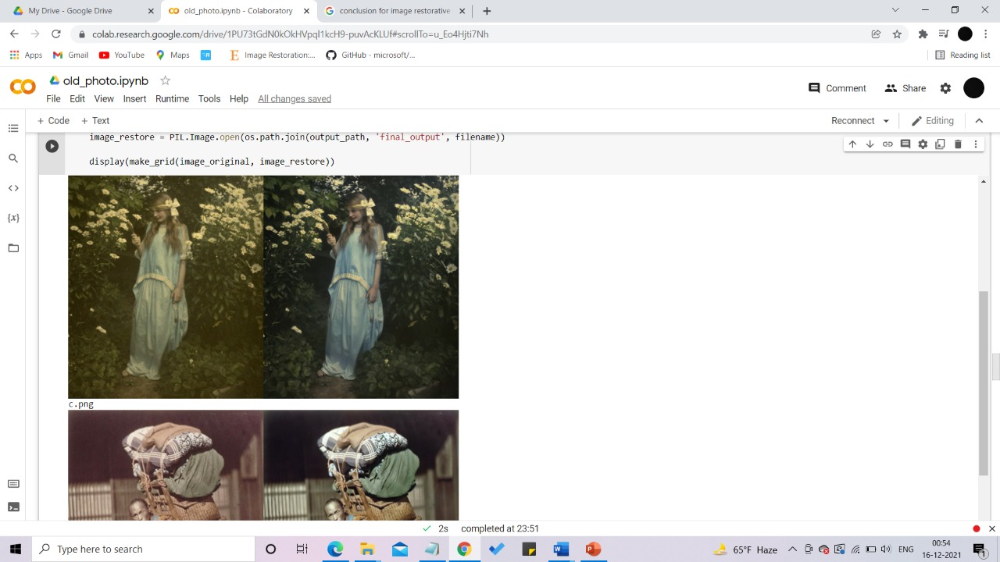 My Drive - Google Drive
old_photo.ipynb - Colaboratory
conclusion for image restorative
colab.research.google.com/drive/1PU73tGdN0kOkHVpqI1kcH9-puvAcKLUf#scrollTo=u_Eo4Hjti7Nh
Apps Gmail YouTube Maps Image Restoration:... GitHub - microsoft/... Reading list
old_photo.ipynb
Comment Share
File Edit View Insert Runtime Tools Help All changes saved
+ Code + Text Reconnect Editing
image_restore = PIL.Image.open(os.path.join(output_path, 'final_output', filename))
display(make_grid(image_original, image_restore))
c.png
2s completed at 23:51
Type here to search
65°F Haze
ENG
00:54
16-12-2021